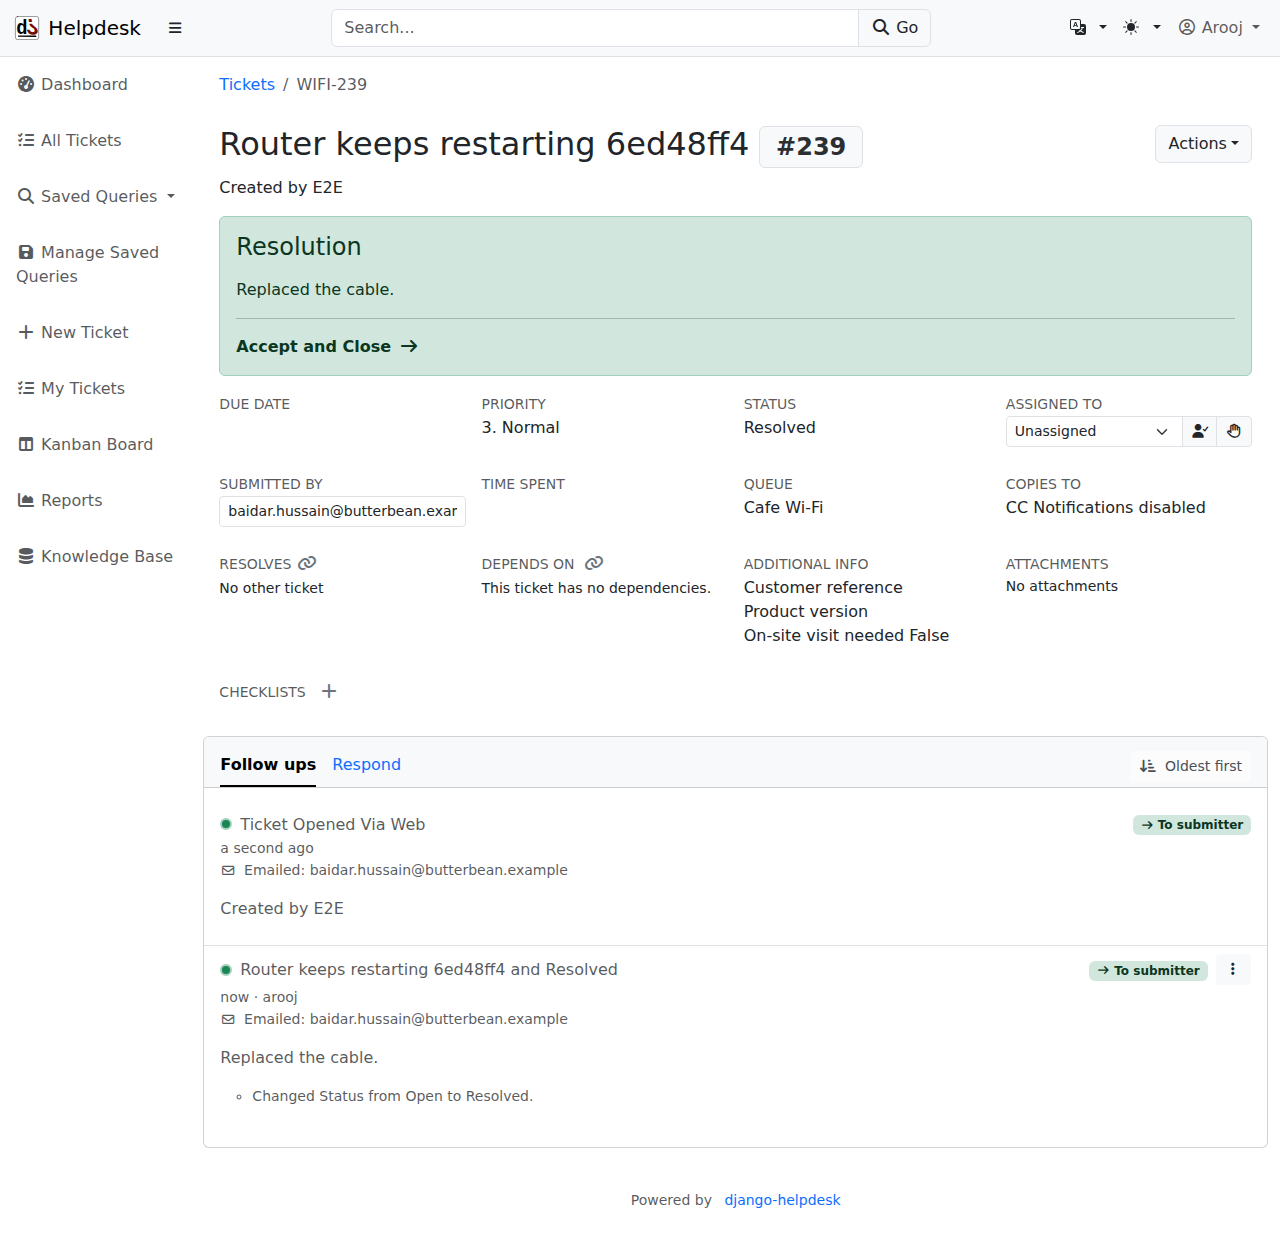 Helpdesk
Search...
Go
Arooj
Dashboard
All Tickets
Saved Queries
Manage Saved
Queries
New Ticket
My Tickets
Kanban Board
Reports
Knowledge Base
Tickets / WIFI-239
Router keeps restarting 6ed48ff4 #239
Actions
Created by E2E
Resolution
Replaced the cable.
Accept and Close
DUE DATE
PRIORITY
3. Normal
STATUS
Resolved
ASSIGNED TO
Unassigned
SUBMITTED BY
baidar.hussain@butterbean.exar
TIME SPENT
QUEUE
Cafe Wi-Fi
COPIES TO
CC Notifications disabled
RESOLVES
No other ticket
DEPENDS ON
This ticket has no dependencies.
ADDITIONAL INFO
Customer reference
Product version
On-site visit needed False
ATTACHMENTS
No attachments
CHECKLISTS
Follow ups Respond
Oldest first
Ticket Opened Via Web
To submitter
a second ago
Emailed: baidar.hussain@butterbean.example
Created by E2E
Router keeps restarting 6ed48ff4 and Resolved
To submitter
now · arooj
Emailed: baidar.hussain@butterbean.example
Replaced the cable.
Changed Status from Open to Resolved.
Powered by django-helpdesk